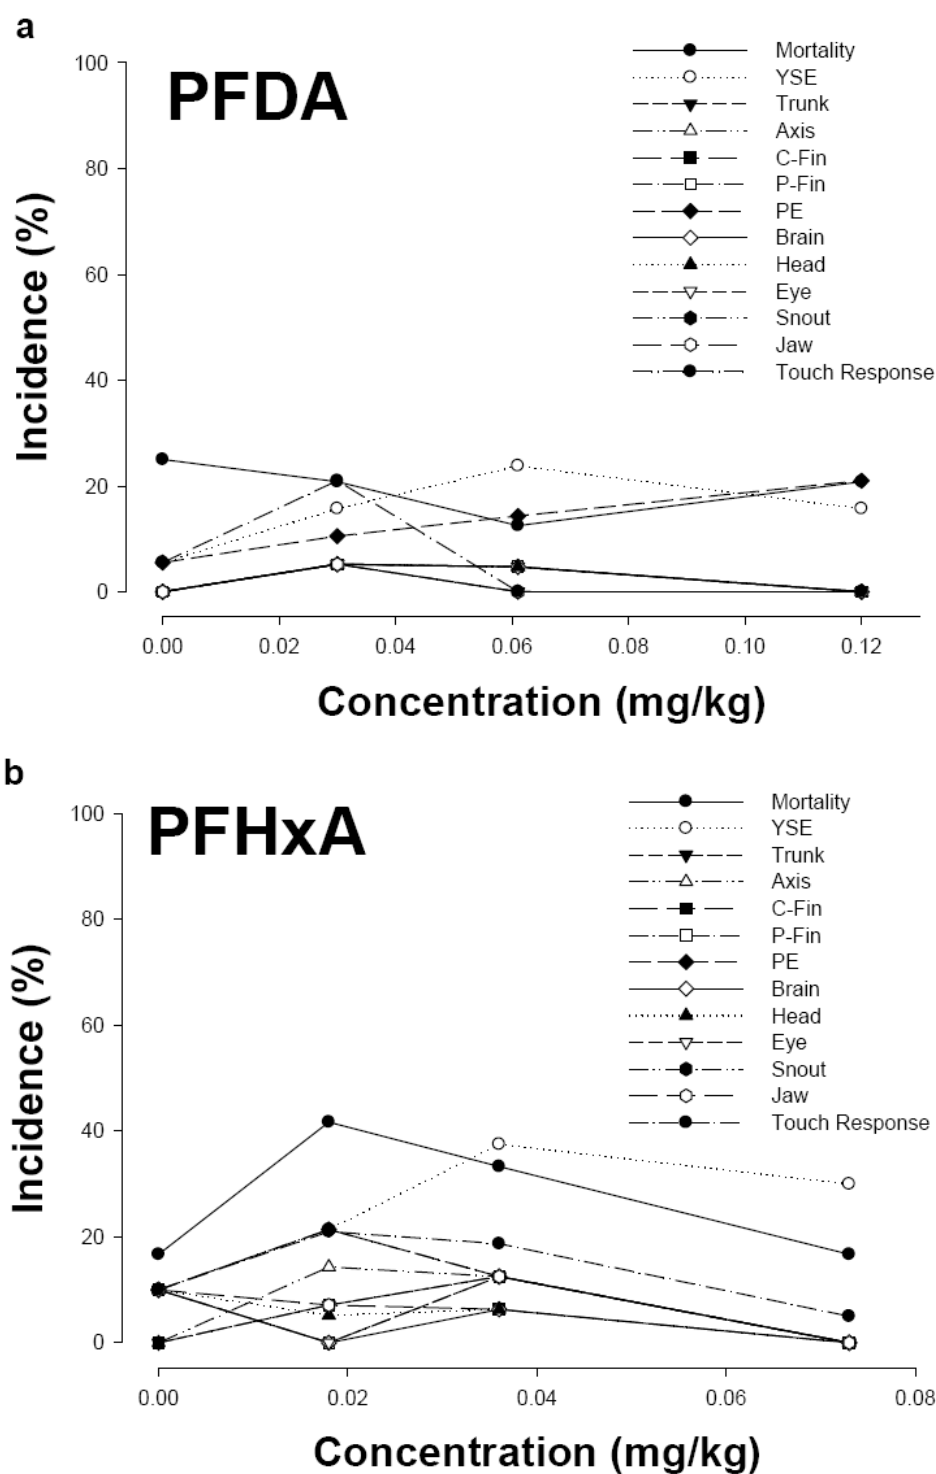 a
PFDA
Mortality
YSE
Trunk
Axis
C-Fin
P-Fin
PE
Brain
Head
Eye
Snout
Jaw
Touch Response
Incidence (%)
100
80
60
40
20
0
0.00 0.02 0.04 0.06 0.08 0.10 0.12
Concentration (mg/kg)
b
PFHxA
Mortality
YSE
Trunk
Axis
C-Fin
P-Fin
PE
Brain
Head
Eye
Snout
Jaw
Touch Response
Incidence (%)
100
80
60
40
20
0
0.00 0.02 0.04 0.06 0.08
Concentration (mg/kg)